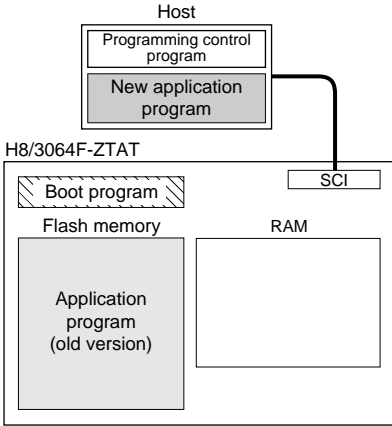 Host
Programming control
program
New application
program
H8/3064F-ZTAT
SCI
Boot program
Flash memory
RAM
Application
program
(old version)